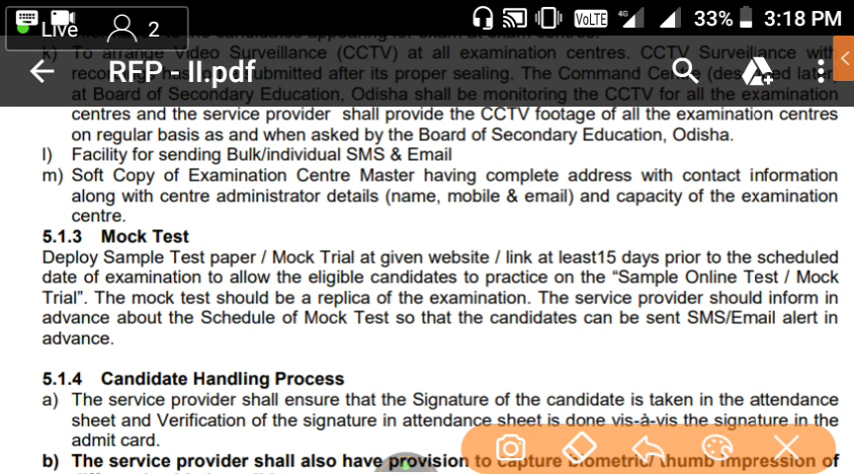 Live 2 VoLTE 4G 33% 3:18 PM
k) To arrange Video Surveillance (CCTV) at all examination centres. CCTV Surveillance with
RFP - II.pdf
submitted after its proper sealing. The Command
at Board of Secondary Education, Odisha shall be monitoring the CCTV for all the examination
centres and the service provider shall provide the CCTV footage of all the examination centres
on regular basis as and when asked by the Board of Secondary Education, Odisha.
l) Facility for sending Bulk/individual SMS & Email
m) Soft Copy of Examination Centre Master having complete address with contact information
along with centre administrator details (name, mobile & email) and capacity of the examination
centre.
5.1.3 Mock Test
Deploy Sample Test paper / Mock Trial at given website / link at least15 days prior to the scheduled
date of examination to allow the eligible candidates to practice on the “Sample Online Test / Mock
Trial”. The mock test should be a replica of the examination. The service provider should inform in
advance about the Schedule of Mock Test so that the candidates can be sent SMS/Email alert in
advance.
5.1.4 Candidate Handling Process
a) The service provider shall ensure that the Signature of the candidate is taken in the attendance
sheet and Verification of the signature in attendance sheet is done vis-à-vis the signature in the
admit card.
b) The service provider shall also have provision to capture biometric/ thumb impression of